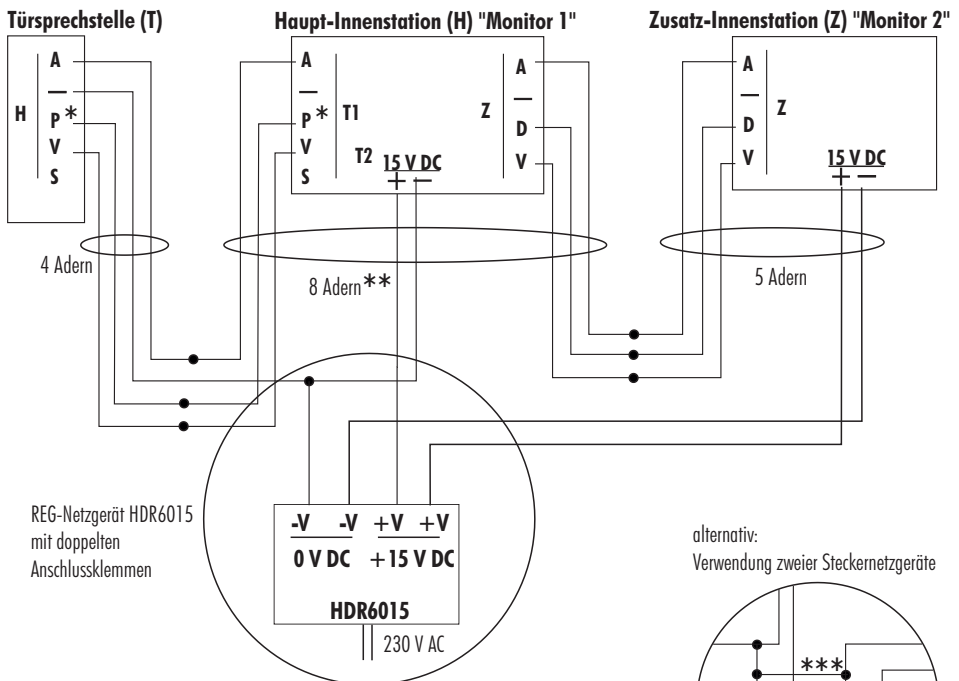 Türsprechstelle (T)
Haupt-Innenstation (H) "Monitor 1"
Zusatz-Innenstation (Z) "Monitor 2"
H
A
—
P*
V
S
A
—
P*
V
S
T1
T2
15 V DC
+ —
Z
A
—
D
V
A
—
D
V
Z
15 V DC
+ —
4 Adern
8 Adern**
5 Adern
REG-Netzgerät HDR6015
mit doppelten
Anschlussklemmen
-V -V +V +V
0 V DC +15 V DC
HDR6015
230 V AC
alternativ:
Verwendung zweier Steckernetzgeräte
***